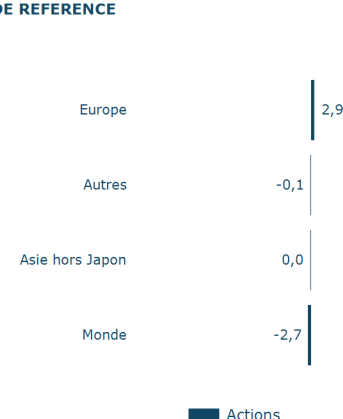 DE REFERENCE
Europe 2,9
Autres -0,1
Asie hors Japon 0,0
Monde -2,7
Actions